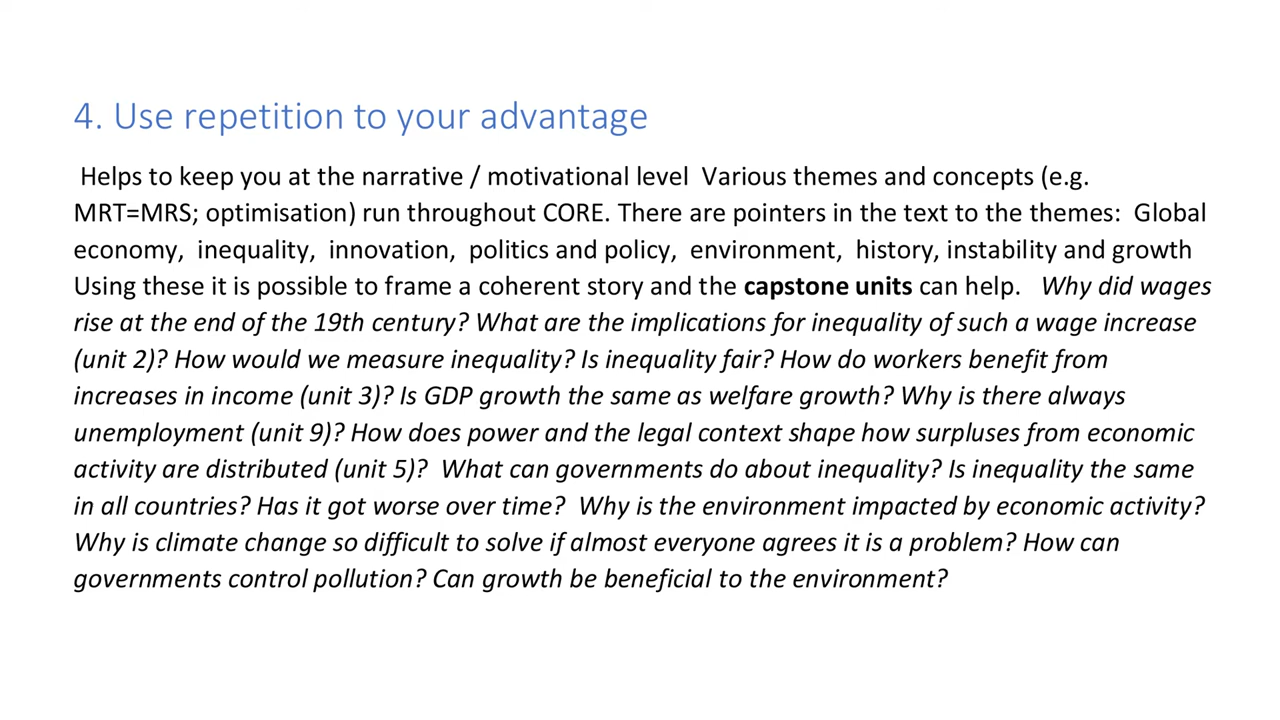 4. Use repetition to your advantage
Helps to keep you at the narrative / motivational level  Various themes and concepts (e.g.
MRT=MRS; optimisation) run throughout CORE. There are pointers in the text to the themes:  Global
economy,  inequality,  innovation,  politics and policy,  environment,  history, instability and growth
Using these it is possible to frame a coherent story and the capstone units can help.   Why did wages
rise at the end of the 19th century? What are the implications for inequality of such a wage increase
(unit 2)? How would we measure inequality? Is inequality fair? How do workers benefit from
increases in income (unit 3)? Is GDP growth the same as welfare growth? Why is there always
unemployment (unit 9)? How does power and the legal context shape how surpluses from economic
activity are distributed (unit 5)?  What can governments do about inequality? Is inequality the same
in all countries? Has it got worse over time?  Why is the environment impacted by economic activity?
Why is climate change so difficult to solve if almost everyone agrees it is a problem? How can
governments control pollution? Can growth be beneficial to the environment?